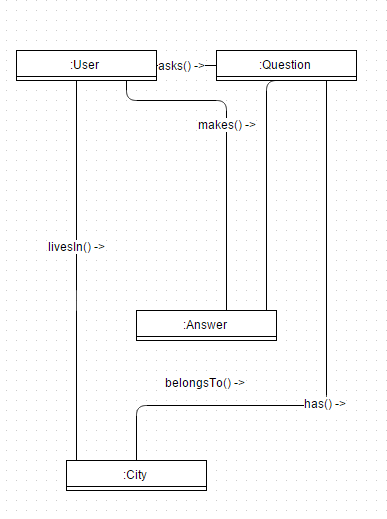 :User
asks() ->
:Question
makes() ->
livesIn() ->
:Answer
belongsTo() ->
has() ->
:City